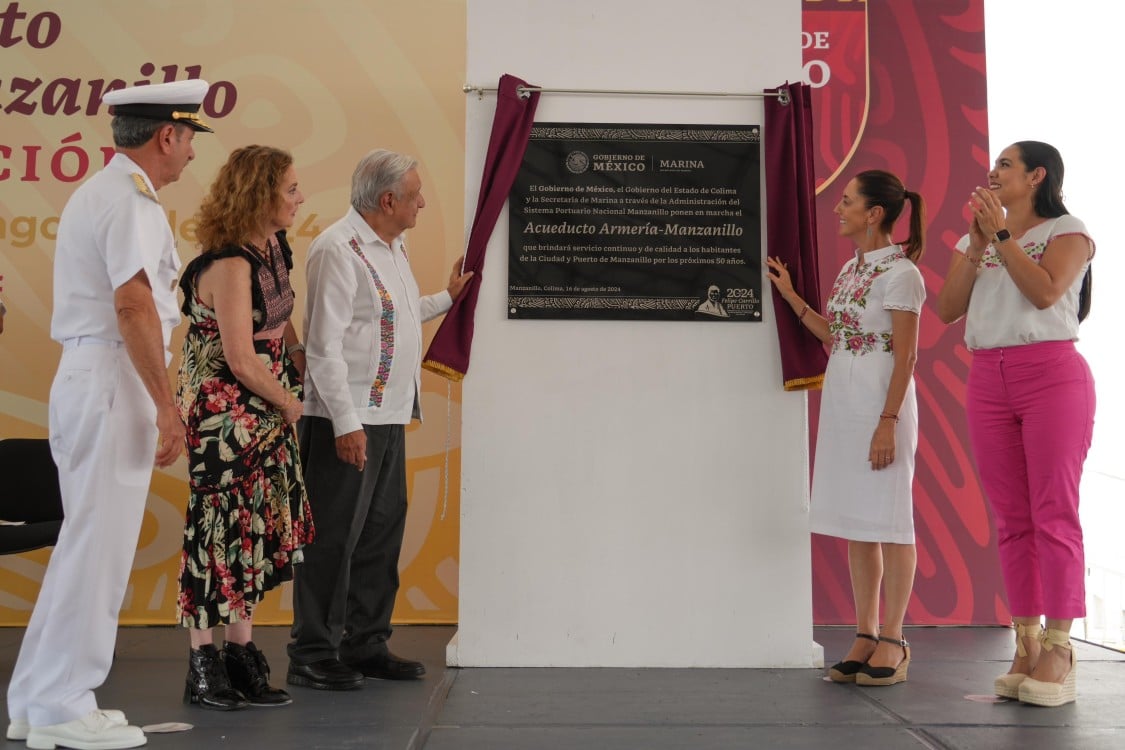 to
zanillo
CIÓN
DE
O
GOBIERNO DE
MÉXICO
MARINA
El Gobierno de México, el Gobierno del Estado de Colima
y la Secretaría de Marina a través de la Administración del
Sistema Portuario Nacional Manzanillo ponen en marcha el
Acueducto Armería-Manzanillo
que brindará servicio continuo y de calidad a los habitantes
de la Ciudad y Puerto de Manzanillo por los próximos 50 años.
Manzanillo, Colima, 16 de agosto de 2024
2024
Felipe Carrillo
PUERTO